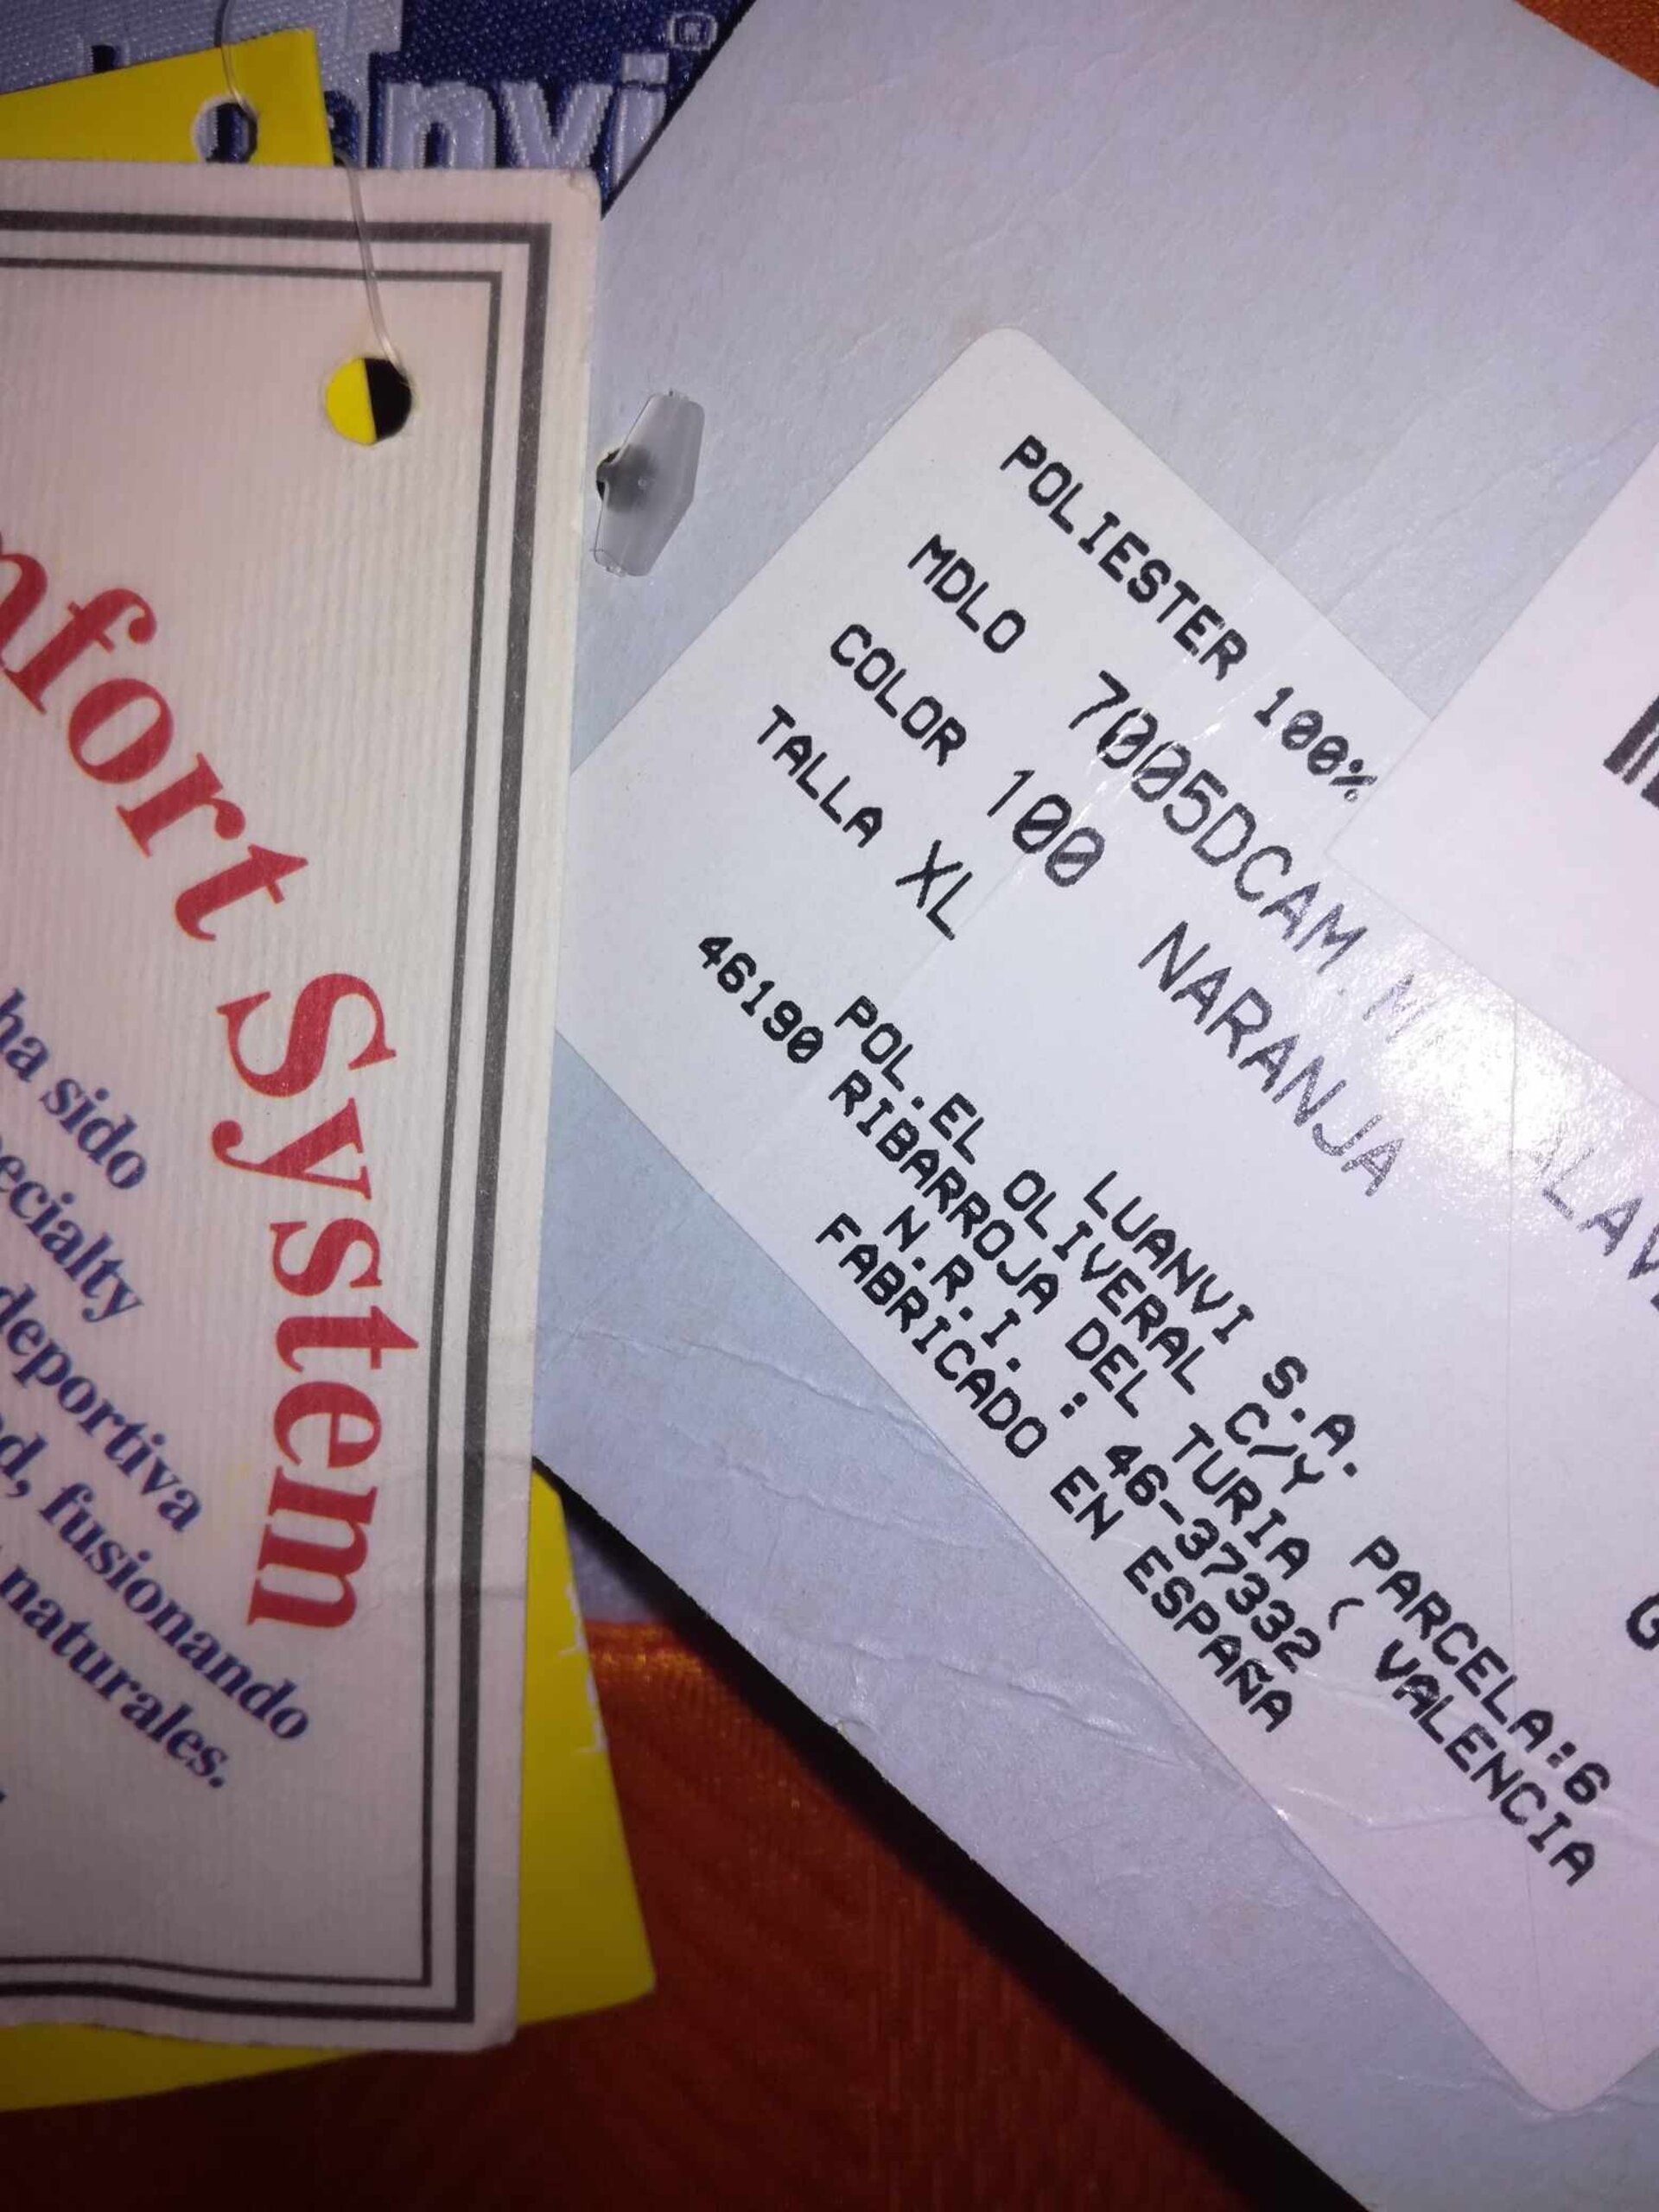 nfort System
ha sido
ecialty
deportiva
d, fusionando
naturales.
POLIESTER 100%
MDLO 7005DCAM.M
COLOR 100 NARANJA
TALLA XL
LUANVI S.A.
POL.EL OLIVERAL C/Y PARCELA:6
46190 RIBARROJA DEL TURIA ( VALENCIA
N.R.I. : 46-37332
FABRICADO EN ESPAÑA